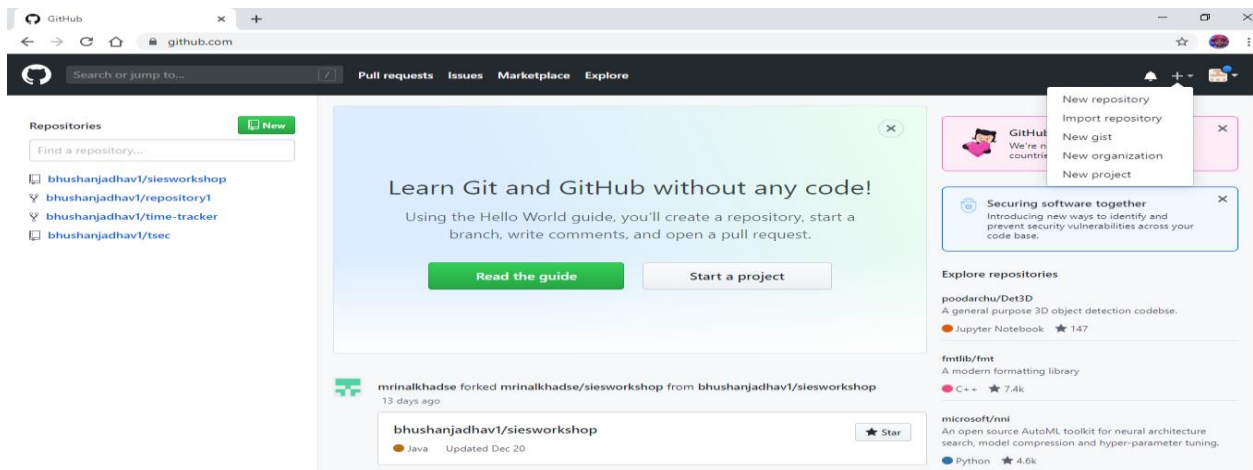 GitHub
github.com
Search or jump to...
/
Pull requests Issues Marketplace Explore
New repository
Import repository
New gist
New organization
New project
Repositories
New
Find a repository...
bhushanjadhav1/siesworkshop
bhushanjadhav1/repository1
bhushanjadhav1/time-tracker
bhushanjadhav1/tsec
Learn Git and GitHub without any code!
Using the Hello World guide, you'll create a repository, start a
branch, write comments, and open a pull request.
Read the guide
Start a project
mrinalkhadse forked mrinalkhadse/siesworkshop from bhushanjadhav1/siesworkshop
13 days ago
bhushanjadhav1/siesworkshop
Star
Java Updated Dec 20
GitHub
We're
Securing software together
Introducing new ways to identify and
prevent security vulnerabilities across your
code base.
Explore repositories
poodarchu/Det3D
A general purpose 3D object detection codebse.
Jupyter Notebook 147
fmtlib/fmt
A modern formatting library
C++ 7.4k
microsoft/nni
An open source AutoML toolkit for neural architecture
search, model compression and hyper-parameter tuning.
Python 4.6k